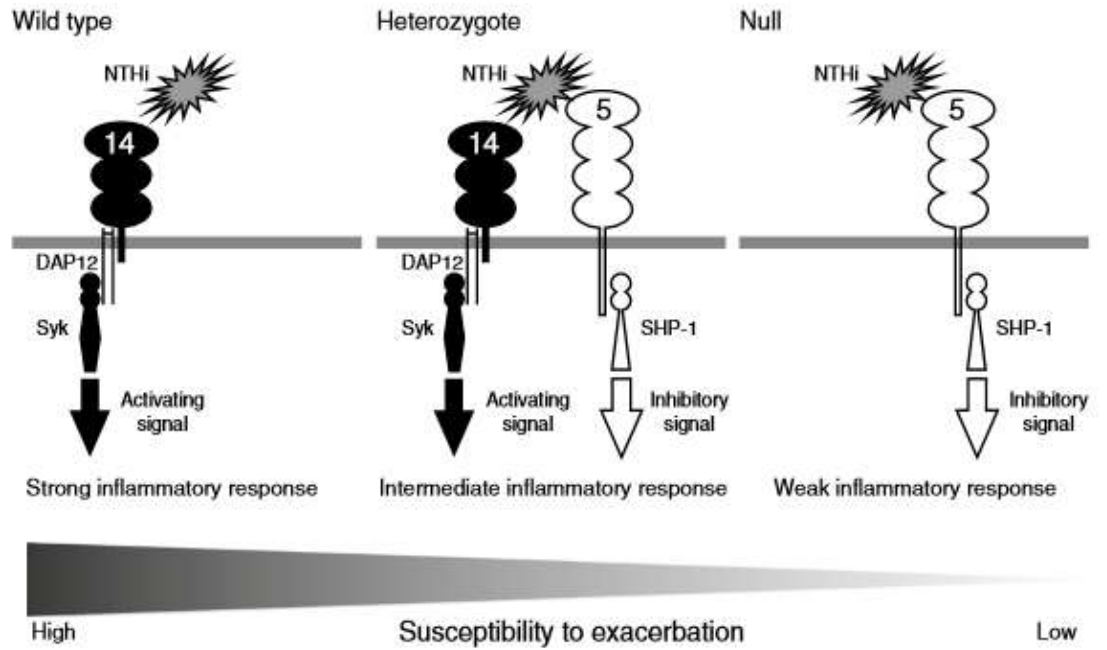 Wild type
NTHi
14
DAP12
Syk
Activating
signal
Strong inflammatory response
Heterozygote
NTHi
14
5
DAP12
Syk
SHP-1
Activating
signal
Inhibitory
signal
Intermediate inflammatory response
Null
NTHi
5
SHP-1
Inhibitory
signal
Weak inflammatory response
High
Susceptibility to exacerbation
Low